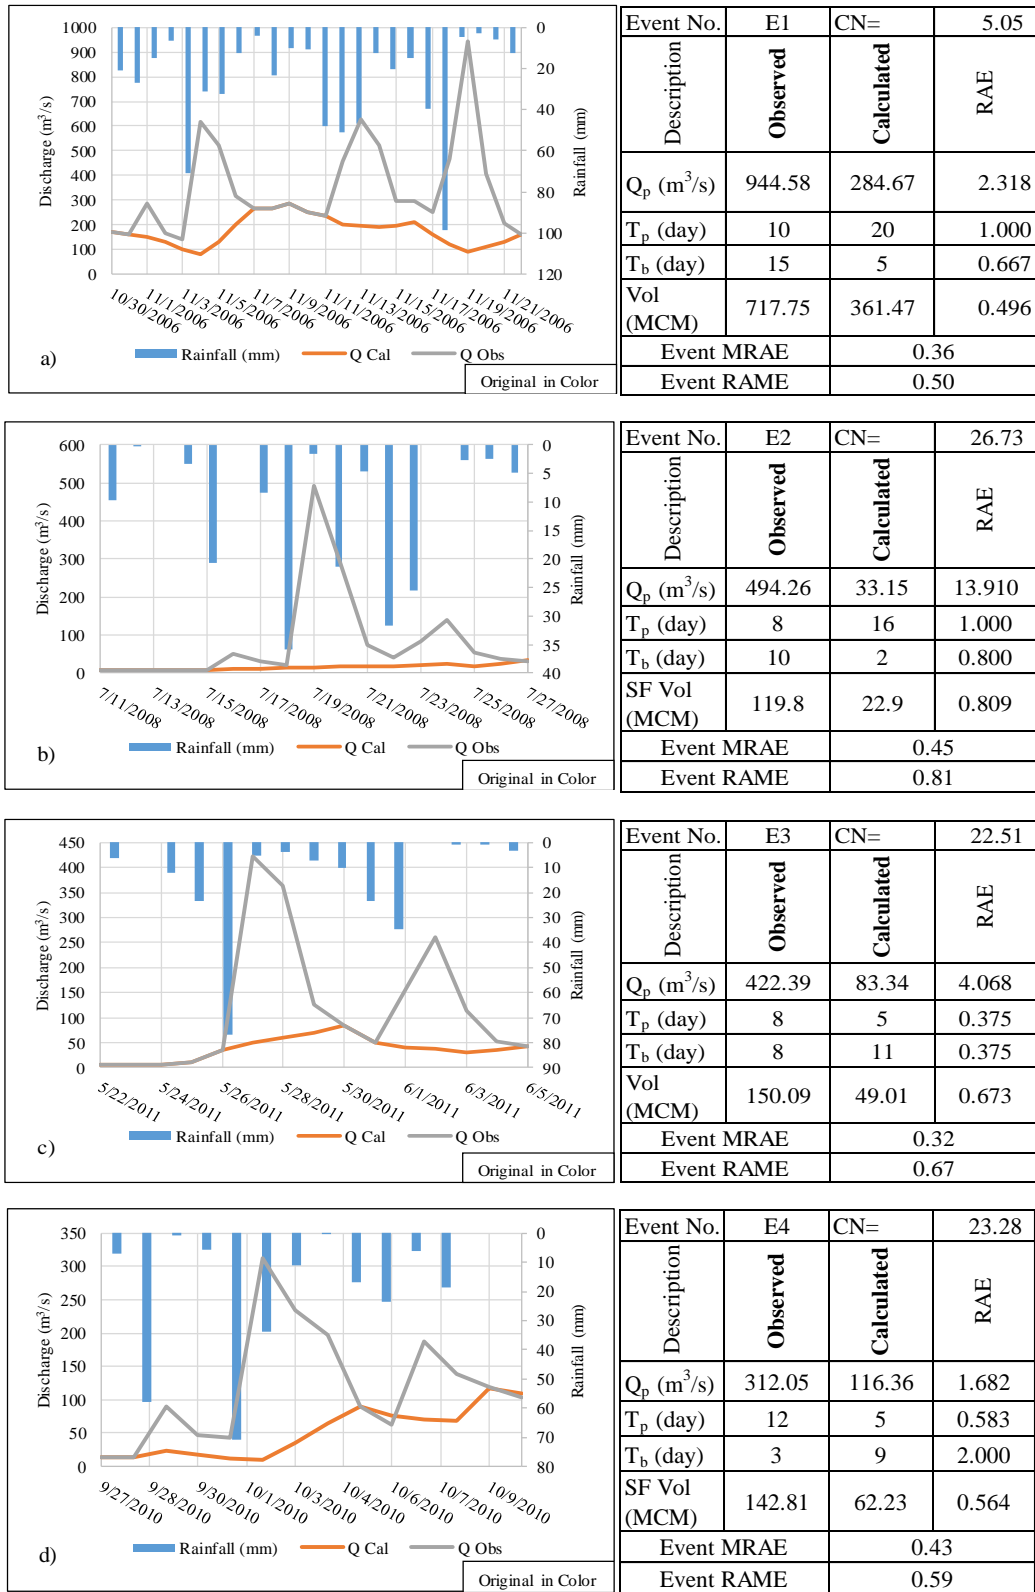 1000
900
800
700
600
500
400
300
200
100
0
Discharge (m³/s)
0
20
40
60
80
100
120
Rainfall (mm)
10/30/2006
11/1/2006
11/3/2006
11/5/2006
11/7/2006
11/9/2006
11/11/2006
11/13/2006
11/15/2006
11/17/2006
11/19/2006
11/21/2006
a)
Rainfall (mm) Q Cal Q Obs
Original in Color
Event No. E1 CN= 5.05
Description Observed Calculated RAE
Qp (m³/s) 944.58 284.67 2.318
Tp (day) 10 20 1.000
Tb (day) 15 5 0.667
Vol (MCM) 717.75 361.47 0.496
Event MRAE 0.36
Event RAME 0.50
600
500
400
300
200
100
0
Discharge (m³/s)
0
5
10
15
20
25
30
35
40
Rainfall (mm)
7/11/2008
7/13/2008
7/15/2008
7/17/2008
7/19/2008
7/21/2008
7/23/2008
7/25/2008
7/27/2008
b)
Rainfall (mm) Q Cal Q Obs
Original in Color
Event No. E2 CN= 26.73
Description Observed Calculated RAE
Qp (m³/s) 494.26 33.15 13.910
Tp (day) 8 16 1.000
Tb (day) 10 2 0.800
SF Vol (MCM) 119.8 22.9 0.809
Event MRAE 0.45
Event RAME 0.81
450
400
350
300
250
200
150
100
50
0
Discharge (m³/s)
0
10
20
30
40
50
60
70
80
90
Rainfall (mm)
5/22/2011
5/24/2011
5/26/2011
5/28/2011
5/30/2011
6/1/2011
6/3/2011
6/5/2011
c)
Rainfall (mm) Q Cal Q Obs
Original in Color
Event No. E3 CN= 22.51
Description Observed Calculated RAE
Qp (m³/s) 422.39 83.34 4.068
Tp (day) 8 5 0.375
Tb (day) 8 11 0.375
Vol (MCM) 150.09 49.01 0.673
Event MRAE 0.32
Event RAME 0.67
350
300
250
200
150
100
50
0
Discharge (m³/s)
0
10
20
30
40
50
60
70
80
Rainfall (mm)
9/27/2010
9/28/2010
9/30/2010
10/1/2010
10/3/2010
10/4/2010
10/6/2010
10/7/2010
10/9/2010
d)
Rainfall (mm) Q Cal Q Obs
Original in Color
Event No. E4 CN= 23.28
Description Observed Calculated RAE
Qp (m³/s) 312.05 116.36 1.682
Tp (day) 12 5 0.583
Tb (day) 3 9 2.000
SF Vol (MCM) 142.81 62.23 0.564
Event MRAE 0.43
Event RAME 0.59